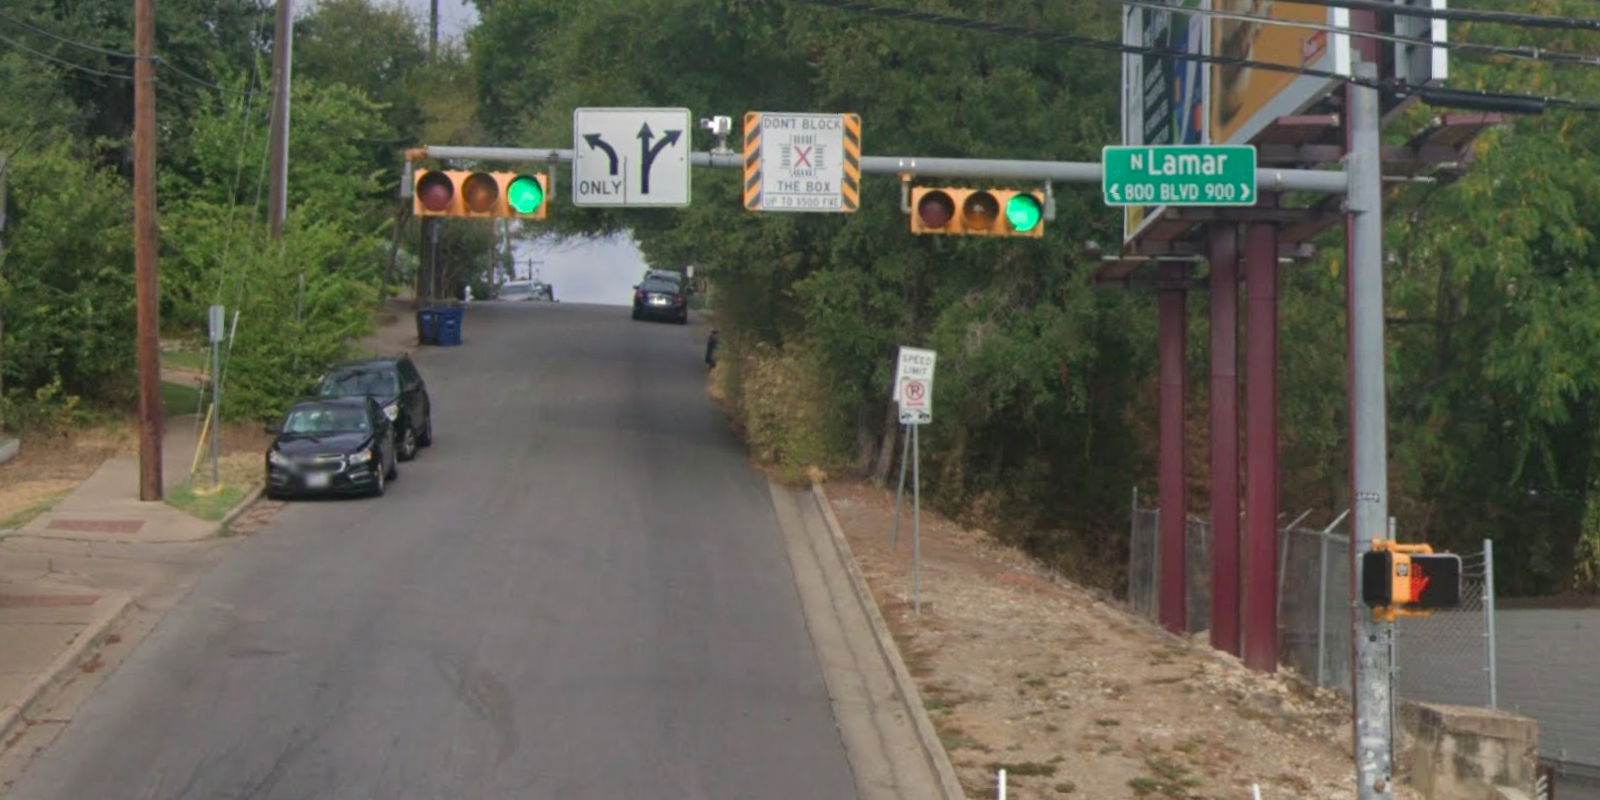 ONLY
DON'T BLOCK
THE BOX
UP TO $500 FINE
N Lamar
800 BLVD 900
SPEED
LIMIT